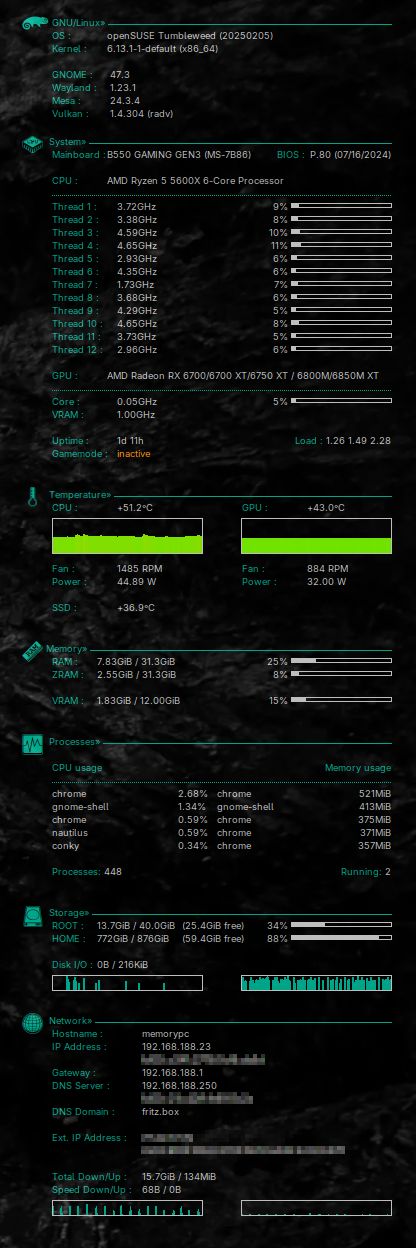 GNU/Linux»
OS : openSUSE Tumbleweed (20250205)
Kernel : 6.13.1-1-default (x86_64)
GNOME : 47.3
Wayland : 1.23.1
Mesa : 24.3.4
Vulkan : 1.4.304 (radv)
System»
Mainboard : B550 GAMING GEN3 (MS-7B86) BIOS : P.80 (07/16/2024)
CPU : AMD Ryzen 5 5600X 6-Core Processor
Thread 1 : 3.72GHz 9%
Thread 2 : 3.38GHz 8%
Thread 3 : 4.59GHz 10%
Thread 4 : 4.65GHz 11%
Thread 5 : 2.93GHz 6%
Thread 6 : 4.35GHz 6%
Thread 7 : 1.73GHz 7%
Thread 8 : 3.68GHz 6%
Thread 9 : 4.29GHz 5%
Thread 10 : 4.65GHz 8%
Thread 11 : 3.73GHz 5%
Thread 12 : 2.96GHz 6%
GPU : AMD Radeon RX 6700/6700 XT/6750 XT / 6800M/6850M XT
Core : 0.05GHz 5%
VRAM : 1.00GHz
Uptime : 1d 11h Load : 1.26 1.49 2.28
Gamemode : inactive
Temperature»
CPU : +51.2°C GPU : +43.0°C
Fan : 1485 RPM Fan : 884 RPM
Power : 44.89 W Power : 32.00 W
SSD : +36.9°C
RAM
Memory»
RAM : 7.83GiB / 31.3GiB 25%
ZRAM : 2.55GiB / 31.3GiB 8%
VRAM : 1.83GiB / 12.00GiB 15%
Processes»
CPU usage Memory usage
chrome 2.68% chrome 521MiB
gnome-shell 1.34% gnome-shell 413MiB
chrome 0.59% chrome 375MiB
nautilus 0.59% chrome 371MiB
conky 0.34% chrome 357MiB
Processes: 448 Running: 2
Storage»
ROOT : 13.7GiB / 40.0GiB (25.4GiB free) 34%
HOME : 772GiB / 876GiB (59.4GiB free) 88%
Disk I/O : 0B / 216KiB
Network»
Hostname : memorypc
IP Address : 192.168.188.23
Gateway : 192.168.188.1
DNS Server : 192.168.188.250
DNS Domain : fritz.box
Ext. IP Address :
Total Down/Up : 15.7GiB / 134MiB
Speed Down/Up : 68B / 0B